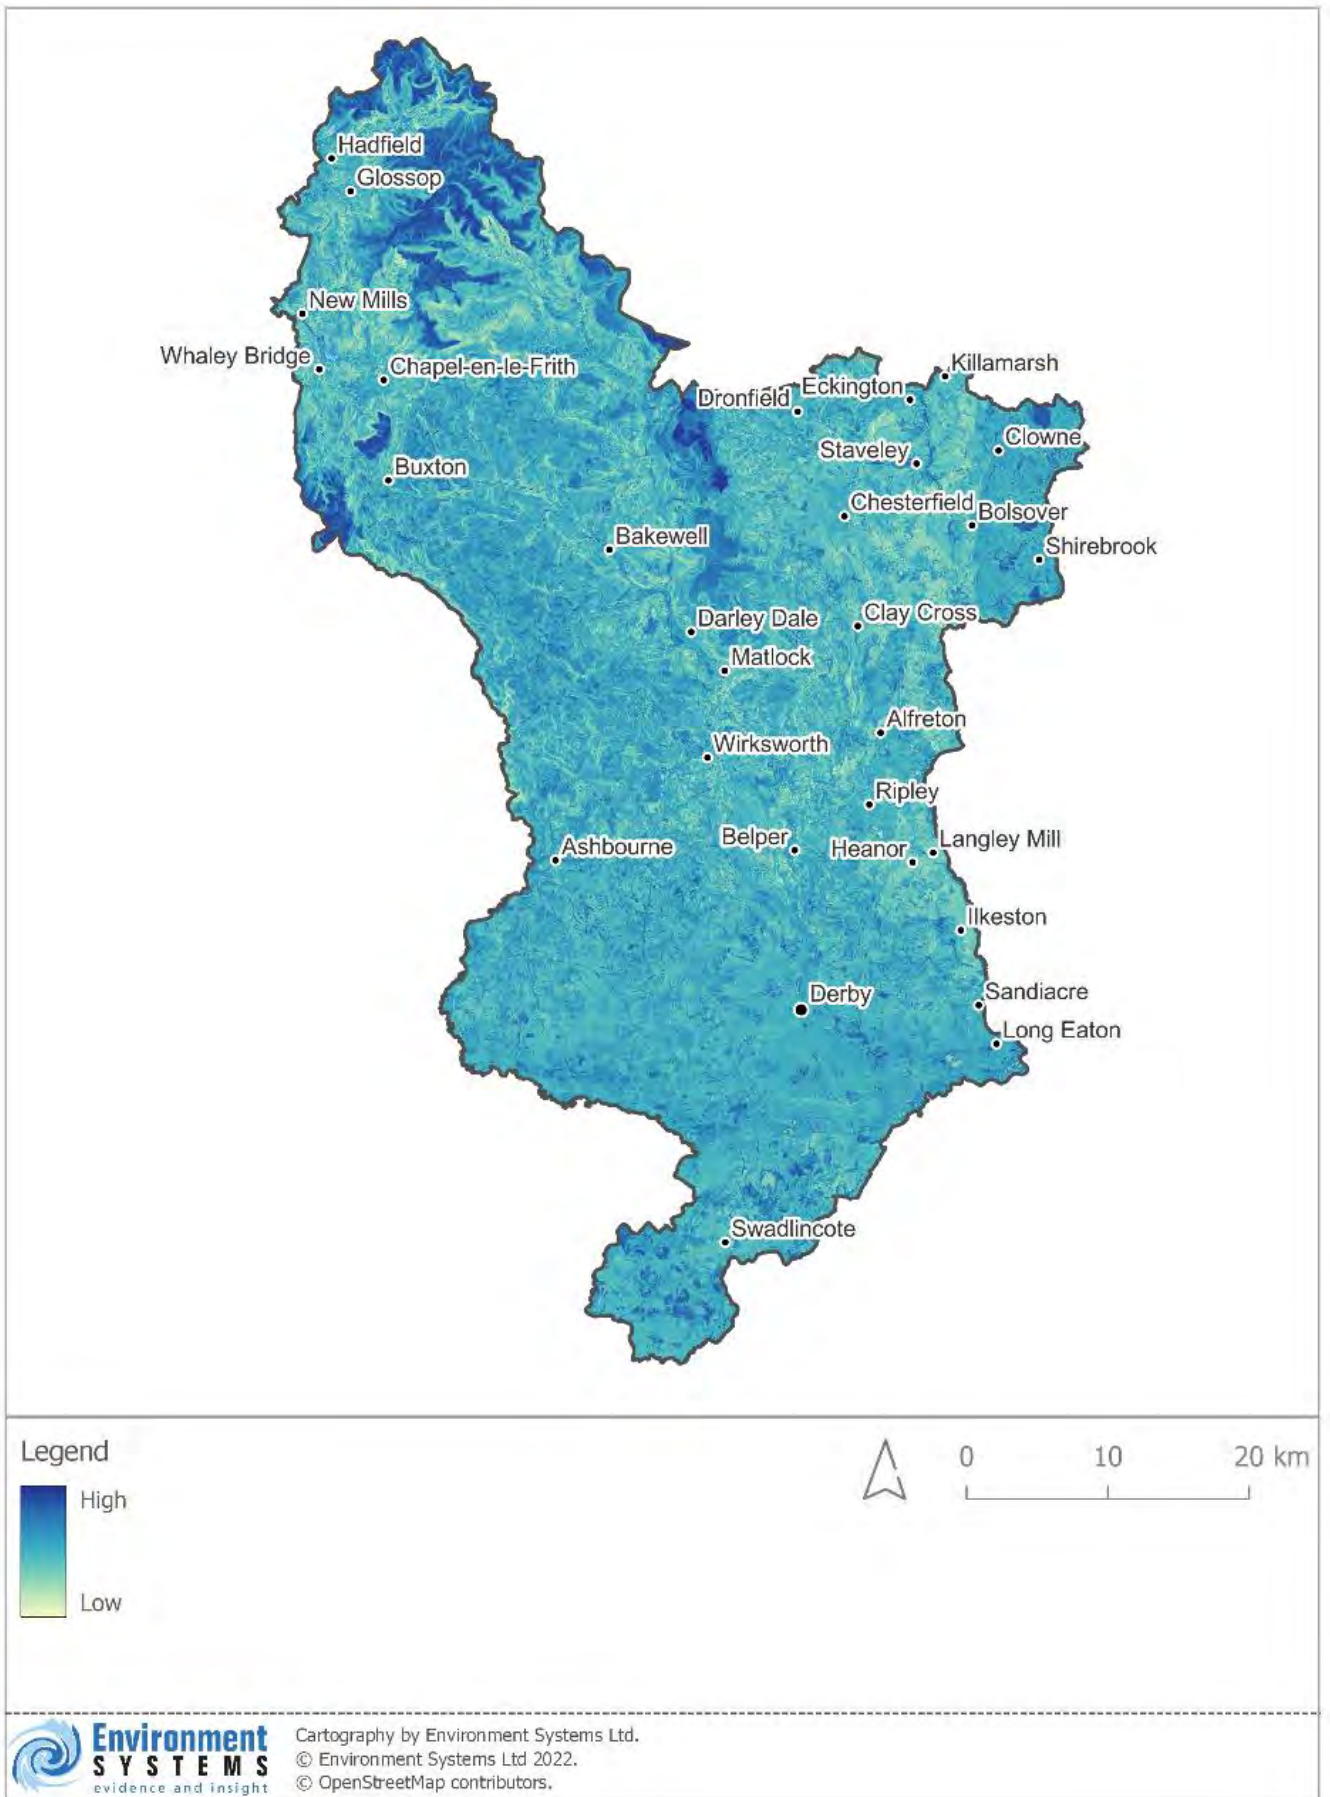 Hadfield
Glossop
New Mills
Whaley Bridge
Chapel-en-le-Frith
Killamarsh
Dronfield
Eckington
Clowne
Staveley
Buxton
Chesterfield
Bolsover
Bakewell
Shirebrook
Darley Dale
Clay Cross
Matlock
Alfreton
Wirksworth
Ripley
Ashbourne
Belper
Heanor
Langley Mill
Ilkeston
Derby
Sandiacre
Long Eaton
Swadlincote
Legend
High
Low
0 10 20 km
Environment
SYSTEMS
evidence and insight
Cartography by Environment Systems Ltd.
© Environment Systems Ltd 2022.
© OpenStreetMap contributors.